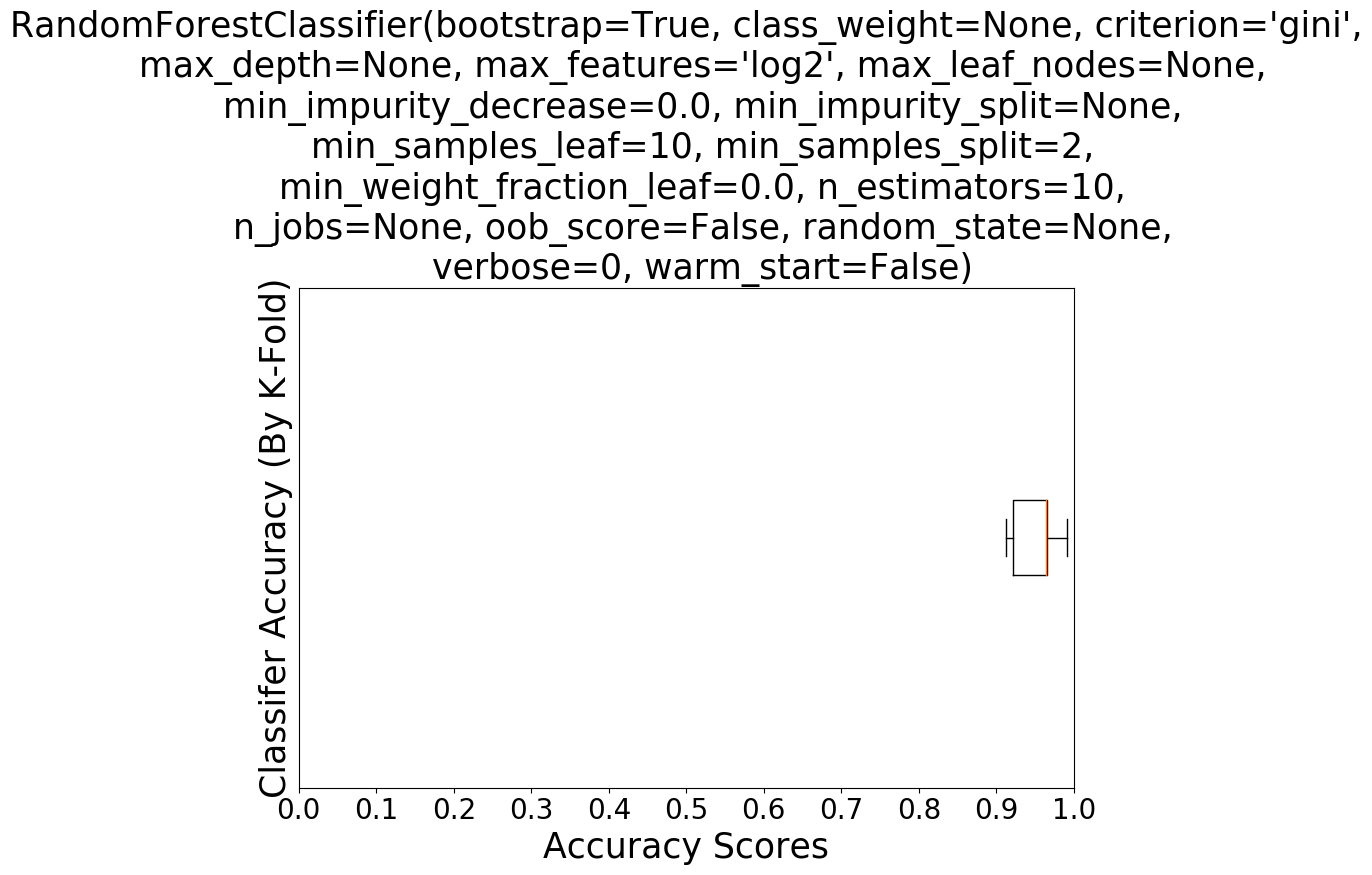 RandomForestClassifier(bootstrap=True, class_weight=None, criterion='gini',
max_depth=None, max_features='log2', max_leaf_nodes=None,
min_impurity_decrease=0.0, min_impurity_split=None,
min_samples_leaf=10, min_samples_split=2,
min_weight_fraction_leaf=0.0, n_estimators=10,
n_jobs=None, oob_score=False, random_state=None,
verbose=0, warm_start=False)
Classifer Accuracy (By K-Fold)
0.0 0.1 0.2 0.3 0.4 0.5 0.6 0.7 0.8 0.9 1.0
Accuracy Scores